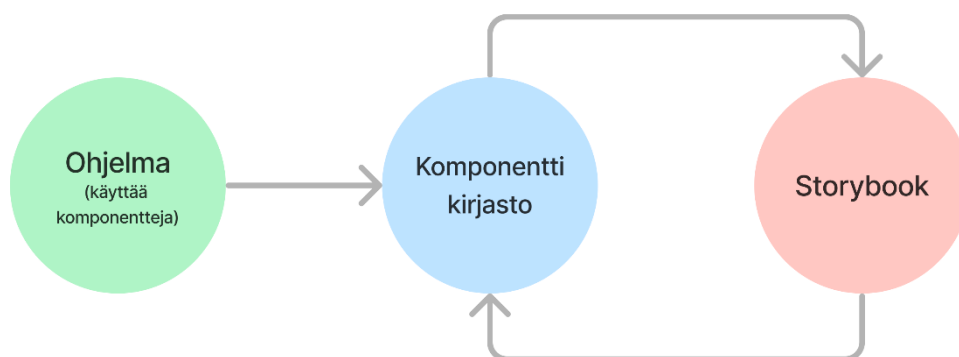 Ohjelma
(käyttää
komponentteja)
Komponentti
kirjasto
Storybook